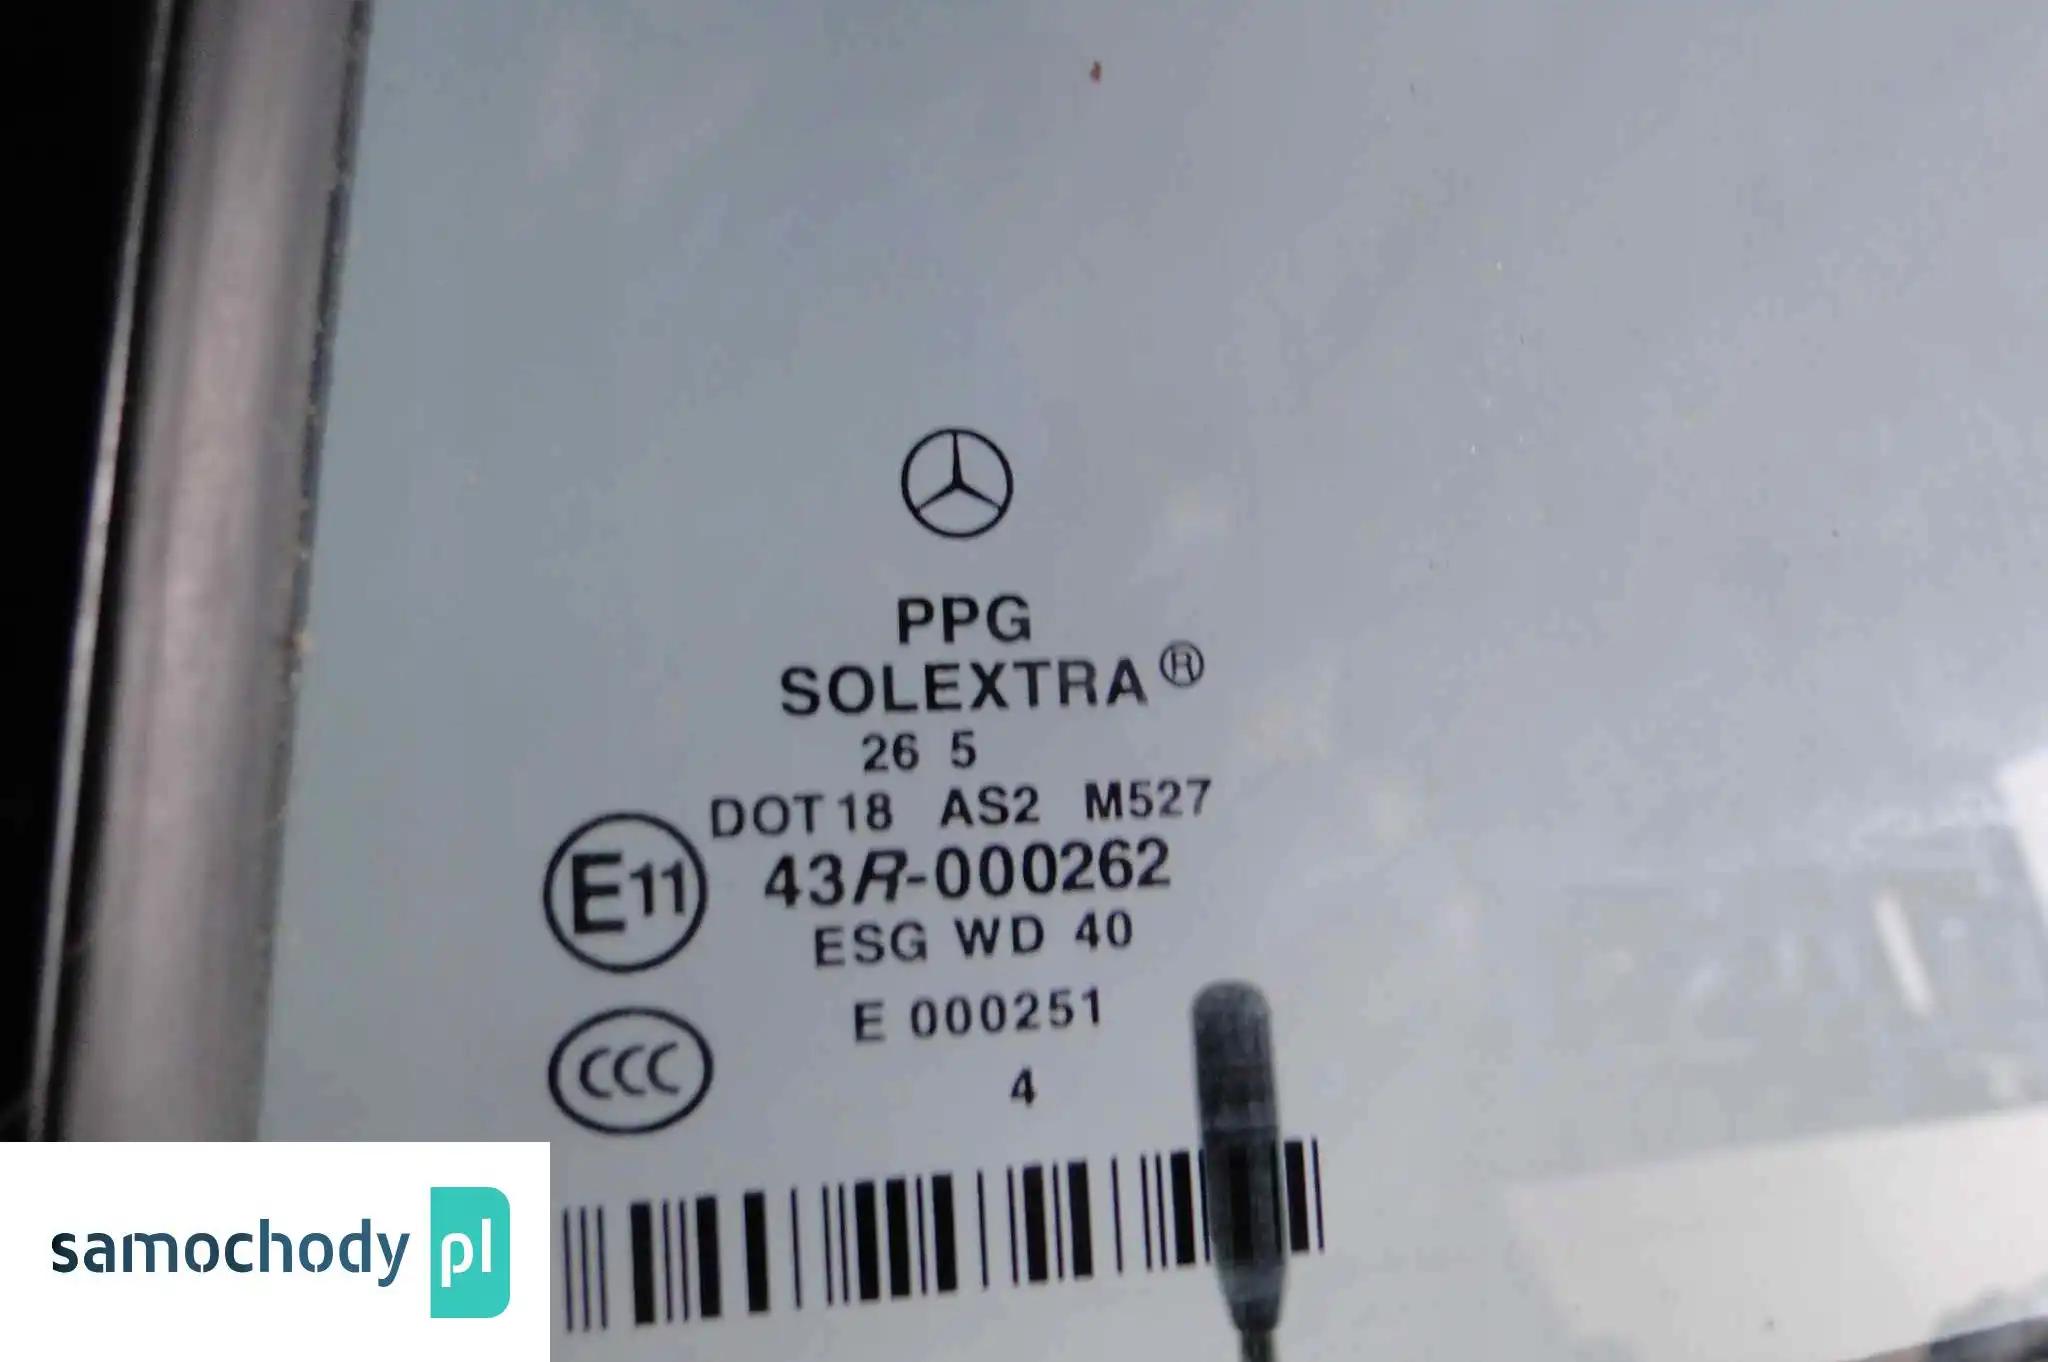 PPG
SOLEXTRA®
26 5
DOT 18 AS2 M527
E11 43R-000262
ESG WD 40
E 000251
CCC
4
samochody pl